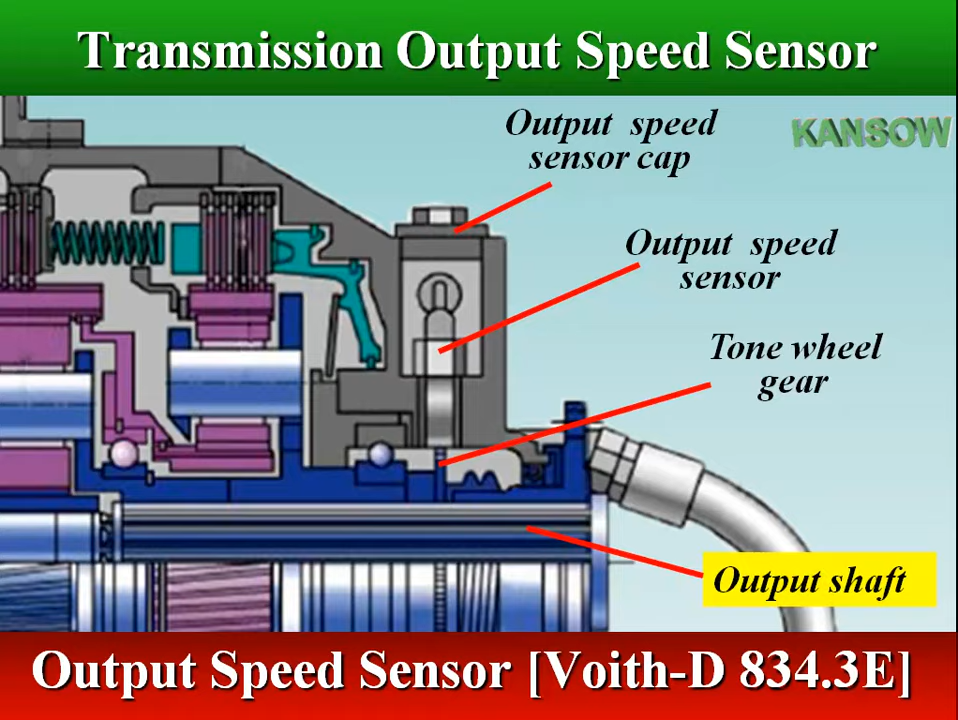 Transmission Output Speed Sensor
Output speed
sensor cap
KANSOW
Output speed
sensor
Tone wheel
gear
Output shaft
Output Speed Sensor [Voith-D 834.3E]